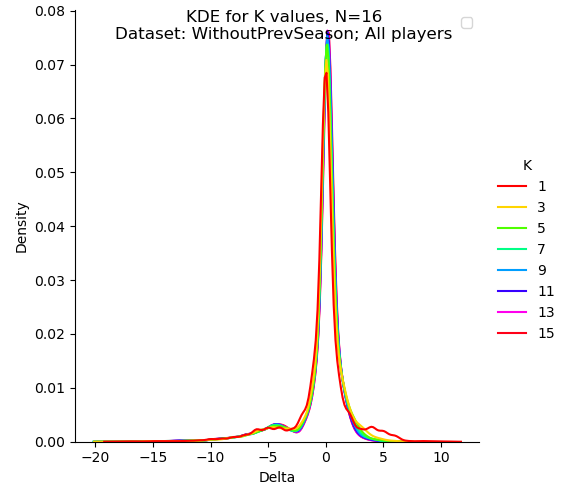 KDE for K values, N=16
Dataset: WithoutPrevSeason; All players
0.08
0.07
0.06
0.05
0.04
0.03
0.02
0.01
0.00
Density
−20 −15 −10 −5 0 5 10
Delta
K
1
3
5
7
9
11
13
15